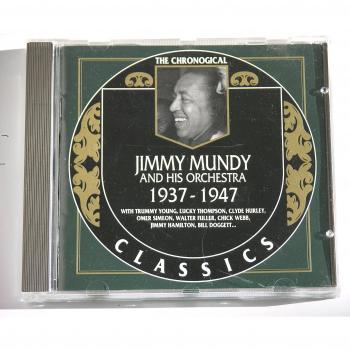 THE CHRONOGICAL
JIMMY MUNDY
AND HIS ORCHESTRA
1937-1947
WITH TRUMMY YOUNG, LUCKY THOMPSON, CLYDE HURLEY,
OMER SIMEON, WALTER FULLER, CHICK WEBB,
JIMMY HAMILTON, BILL DOGGETT...
CLASSICS